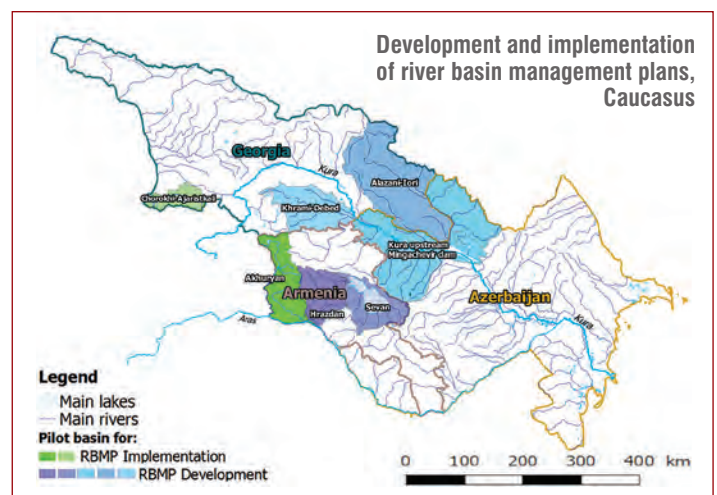 Development and implementation
of river basin management plans,
Caucasus
Georgia
Kura
Alazani-Iori
Chorokhi-Ajaristkali
Khrami-Debed
Kura upstream
Mingachevir dam
Akhuryan
Armenia
Sevan
Azerbaijan
Hrazdan
Aras
Kura
Legend
Main lakes
Main rivers
Pilot basin for:
RBMP Implementation
RBMP Development
0 100 200 300 400 km